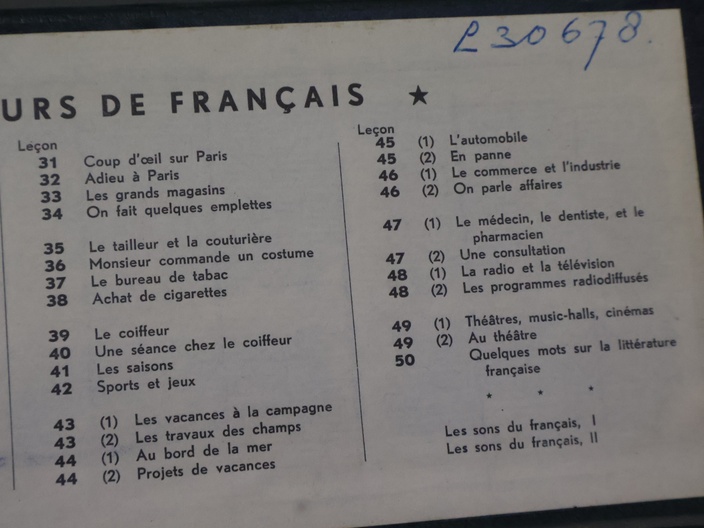 L30678.
URS DE FRANÇAIS ★
Leçon
31 Coup d'œil sur Paris
32 Adieu à Paris
33 Les grands magasins
34 On fait quelques emplettes
35 Le tailleur et la couturière
36 Monsieur commande un costume
37 Le bureau de tabac
38 Achat de cigarettes
39 Le coiffeur
40 Une séance chez le coiffeur
41 Les saisons
42 Sports et jeux
43 (1) Les vacances à la campagne
43 (2) Les travaux des champs
44 (1) Au bord de la mer
44 (2) Projets de vacances
Leçon
45 (1) L'automobile
45 (2) En panne
46 (1) Le commerce et l'industrie
46 (2) On parle affaires
47 (1) Le médecin, le dentiste, et le
pharmacien
47 (2) Une consultation
48 (1) La radio et la télévision
48 (2) Les programmes radiodiffusés
49 (1) Théâtres, music-halls, cinémas
49 (2) Au théâtre
50 Quelques mots sur la littérature
française
* * *
Les sons du français, I
Les sons du français, II